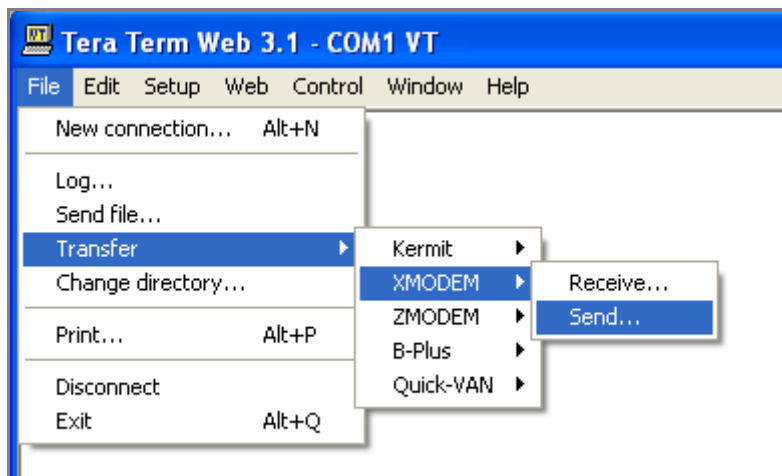 VT Tera Term Web 3.1 - COM1 VT
File Edit Setup Web Control Window Help
New connection... Alt+N
Log...
Send file...
Transfer
Change directory...
Print... Alt+P
Disconnect
Exit Alt+Q
Kermit
XMODEM
ZMODEM
B-Plus
Quick-VAN
Receive...
Send...